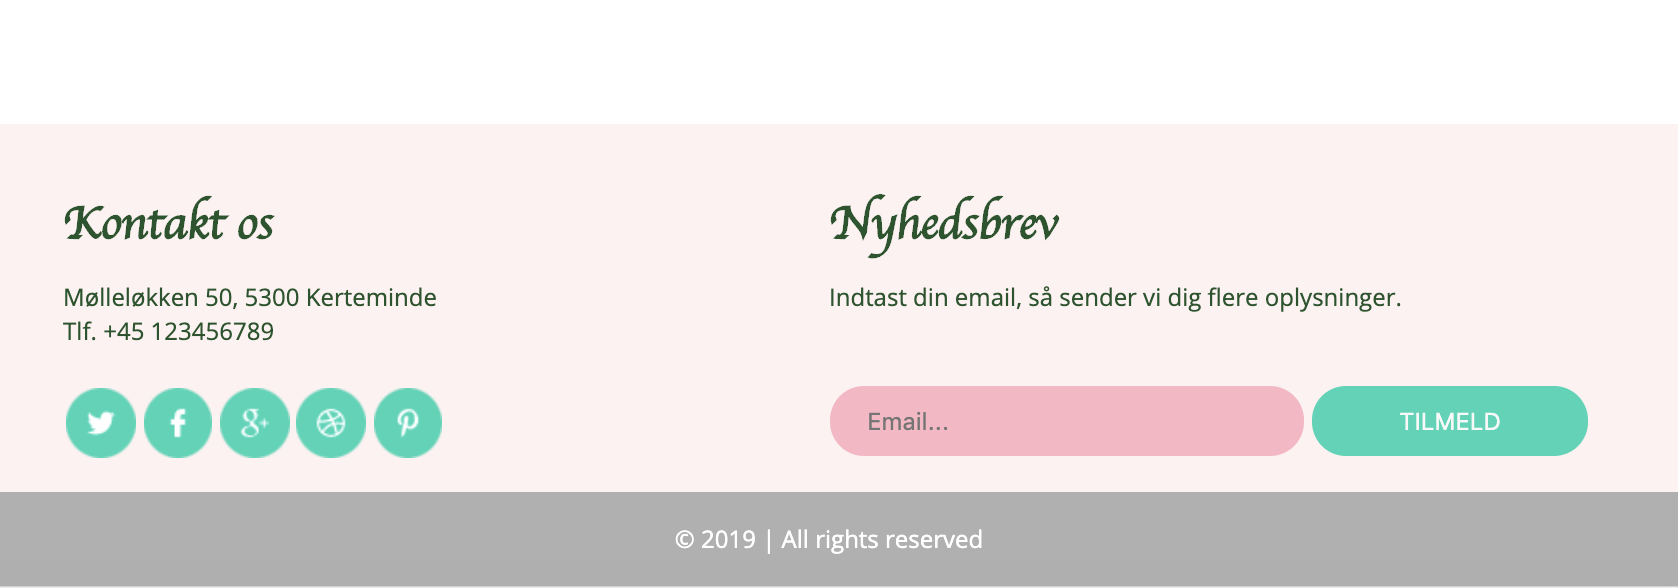 Kontakt os
Mølleløkken 50, 5300 Kerteminde
Tlf. +45 123456789
Nyhedsbrev
Indtast din email, så sender vi dig flere oplysninger.
Email...
TILMELD
© 2019 | All rights reserved